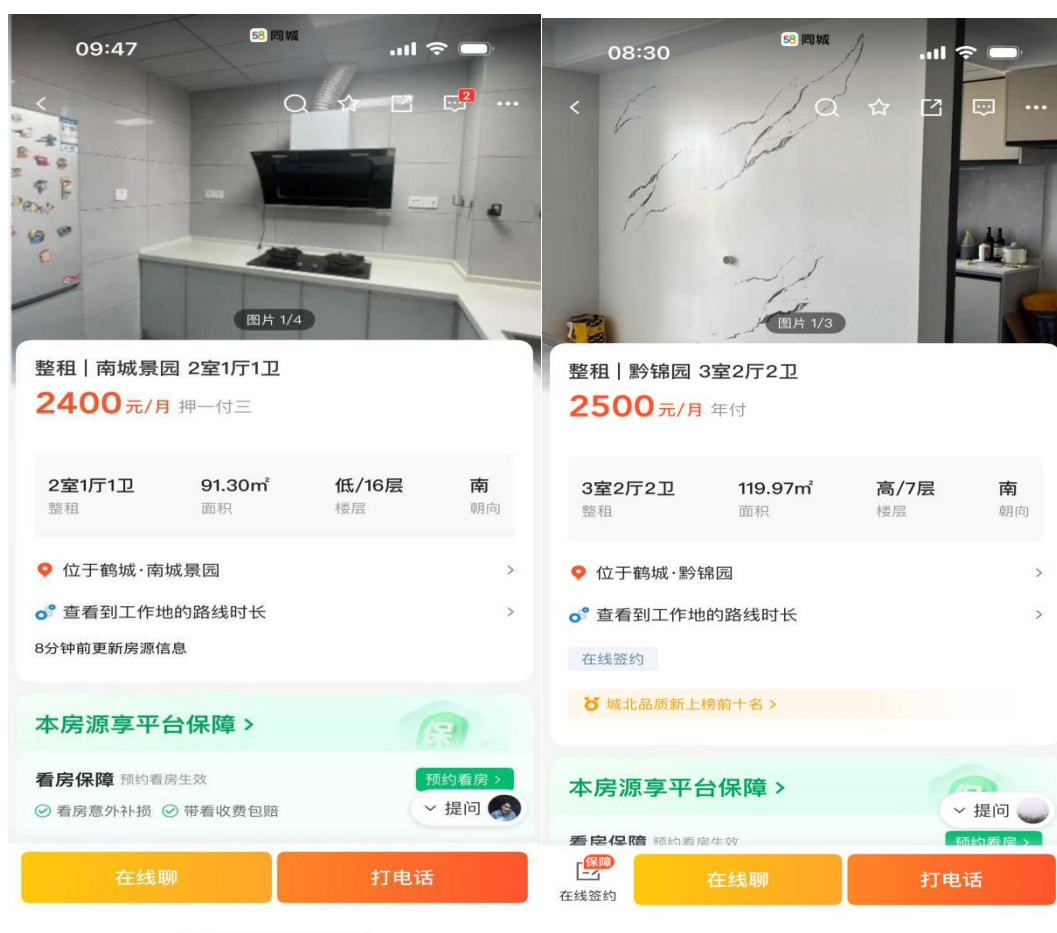 09:47
58 同城
2
图片 1/4
整租 | 南城景园 2室1厅1卫
2400 元/月 押一付三
2室1厅1卫 91.30㎡ 低/16层 南
整租 面积 楼层 朝向
位于鹤城·南城景园
查看到工作地的路线时长
8分钟前更新房源信息
本房源享平台保障
保
看房保障 预约看房生效 预约看房
看房意外补损 带看收费包赔
提问
在线聊 打电话
08:30
58 同城
图片 1/3
整租 | 黔锦园 3室2厅2卫
2500 元/月 年付
3室2厅2卫 119.97㎡ 高/7层 南
整租 面积 楼层 朝向
位于鹤城·黔锦园
查看到工作地的路线时长
在线签约
城北品质新上榜前十名
本房源享平台保障
提问
看房保障 预约看房生效 预约看房
保障
在线签约
在线聊 打电话